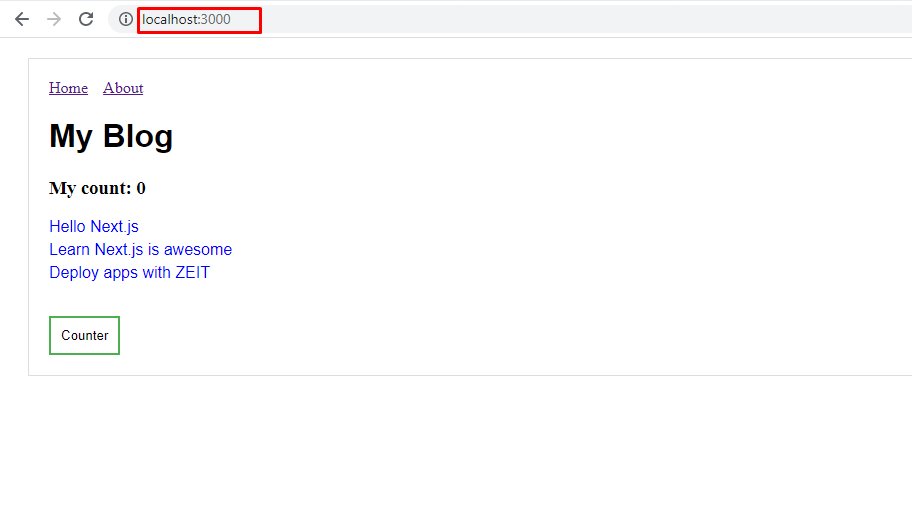 localhost:3000
Home About
My Blog
My count: 0
Hello Next.js
Learn Next.js is awesome
Deploy apps with ZEIT
Counter